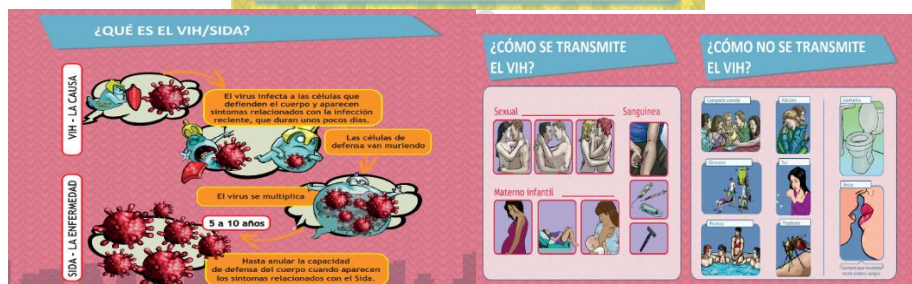 ¿QUÉ ES EL VIH/SIDA?
VIH - LA CAUSA
El virus infecta a las células que
defienden el cuerpo y aparecen
síntomas relacionados con la infección
reciente, que duran unos pocos días.
Las células de
defensa van muriendo
El virus se multiplica
5 a 10 años
SIDA - LA ENFERMEDAD
Hasta anular la capacidad
de defensa del cuerpo cuando aparecen
los síntomas relacionados con el Sida.
¿CÓMO SE TRANSMITE
EL VIH?
Sexual
Sanguínea
Materno infantil
¿CÓMO NO SE TRANSMITE
EL VIH?
Compartir comida
Abrazos
Sanitarios
Gimnasios
Tos
Besos
Piscinas
Picaduras